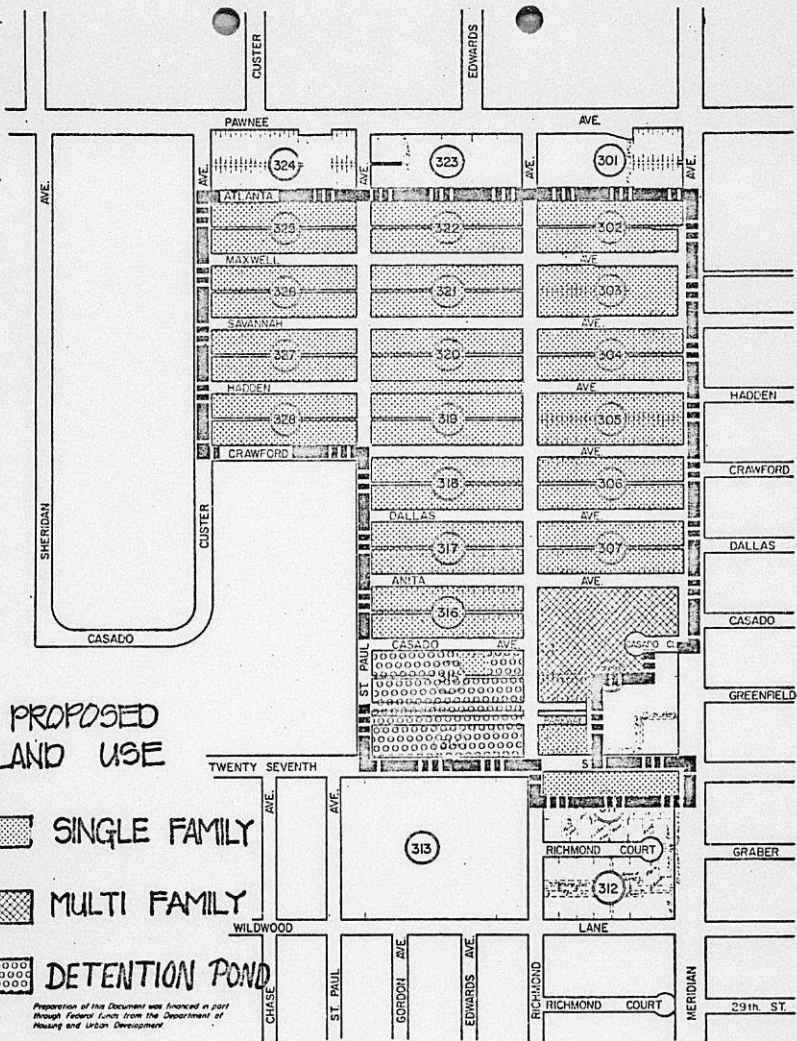 CUSTER
EDWARDS
PAWNEE AVE.
324
323
301
AVE.
AVE.
AVE.
AVE.
AVE.
ATLANTA
325
322
302
MAXWELL AVE
326
321
303
SAVANNAH AVE.
327
320
304
HADDEN AVE
HADDEN
328
319
305
CRAWFORD AVE.
CRAWFORD
318
306
DALLAS AVE.
DALLAS
317
307
SHERIDAN
CUSTER
ANITA AVE.
316
CASADO
CASADO
CASADO AVE.
CASADO
ST PAUL
GREENFIELD
PROPOSED
LAND USE
TWENTY SEVENTH
AVE.
AVE.
SINGLE FAMILY
313
RICHMOND COURT
GRABER
312
MULTI FAMILY
WILDWOOD LANE
DETENTION POND
CHASE
ST. PAUL
GORDON AVE.
EDWARDS AVE.
RICHMOND
RICHMOND COURT
MERIDIAN
29th. ST.
Preparation of this Document was financed in part
through Federal funds from the Department of
Housing and Urban Development